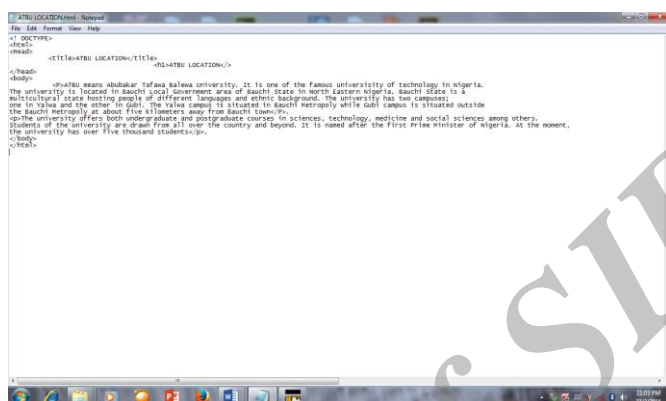 ATBU LOCATION.html - Notepad
File Edit Format View Help
<! DOCTYPE>
<html>
<Head>
<title>ATBU LOCATION</title>
<h1>ATBU LOCATION</>
</head>
<body>
<P>ATBU means Abubakar Tafawa Balewa University. It is one of the famous universisity of technology in Nigeria.
The university is located in Bauchi Local Government area of Bauchi State in North Eastern Nigeria. Bauchi State is a
multicultural state hosting people of different languages and ethnic background. The university has two campuses;
one in Yalwa and the other in Gubi. The Yalwa campus is situated in Bauchi Metropoly while Gubi campus is situated outside
the Bauchi Metropoly at about five kilometers away from Bauchi town</P>.
<p>The university offers both undergraduate and postgraduate courses in sciences, technology, medicine and social sciences among others.
Students of the university are drawn from all over the country and beyond. It is named after the first Prime Minister of Nigeria. At the moment,
the university has over five thousand students</p>.
</body>
</html>
SIR
11:03 PM